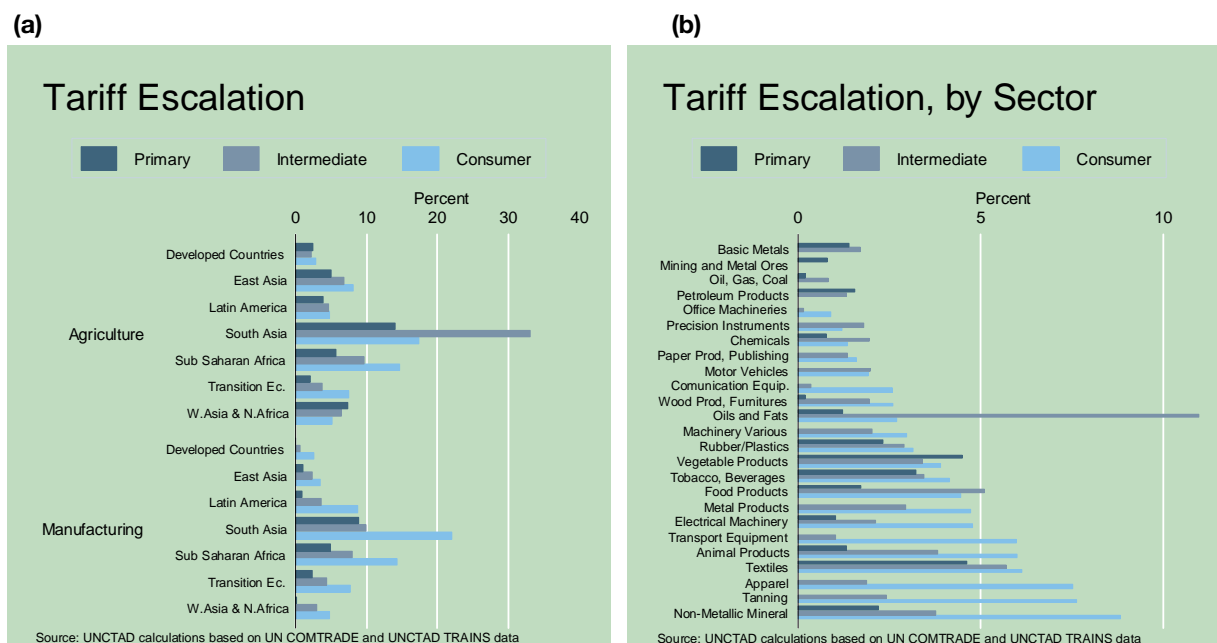 (a)
Tariff Escalation
Primary Intermediate Consumer
Percent
0 10 20 30 40
Agriculture
Developed Countries
East Asia
Latin America
South Asia
Sub Saharan Africa
Transition Ec.
W.Asia & N.Africa
Manufacturing
Developed Countries
East Asia
Latin America
South Asia
Sub Saharan Africa
Transition Ec.
W.Asia & N.Africa
Source: UNCTAD calculations based on UN COMTRADE and UNCTAD TRAINS data
(b)
Tariff Escalation, by Sector
Primary Intermediate Consumer
Percent
0 5 10
Basic Metals
Mining and Metal Ores
Oil, Gas, Coal
Petroleum Products
Office Machineries
Precision Instruments
Chemicals
Paper Prod, Publishing
Motor Vehicles
Comunication Equip.
Wood Prod, Furnitures
Oils and Fats
Machinery Various
Rubber/Plastics
Vegetable Products
Tobacco, Beverages
Food Products
Metal Products
Electrical Machinery
Transport Equipment
Animal Products
Textiles
Apparel
Tanning
Non-Metallic Mineral
Source: UNCTAD calculations based on UN COMTRADE and UNCTAD TRAINS data